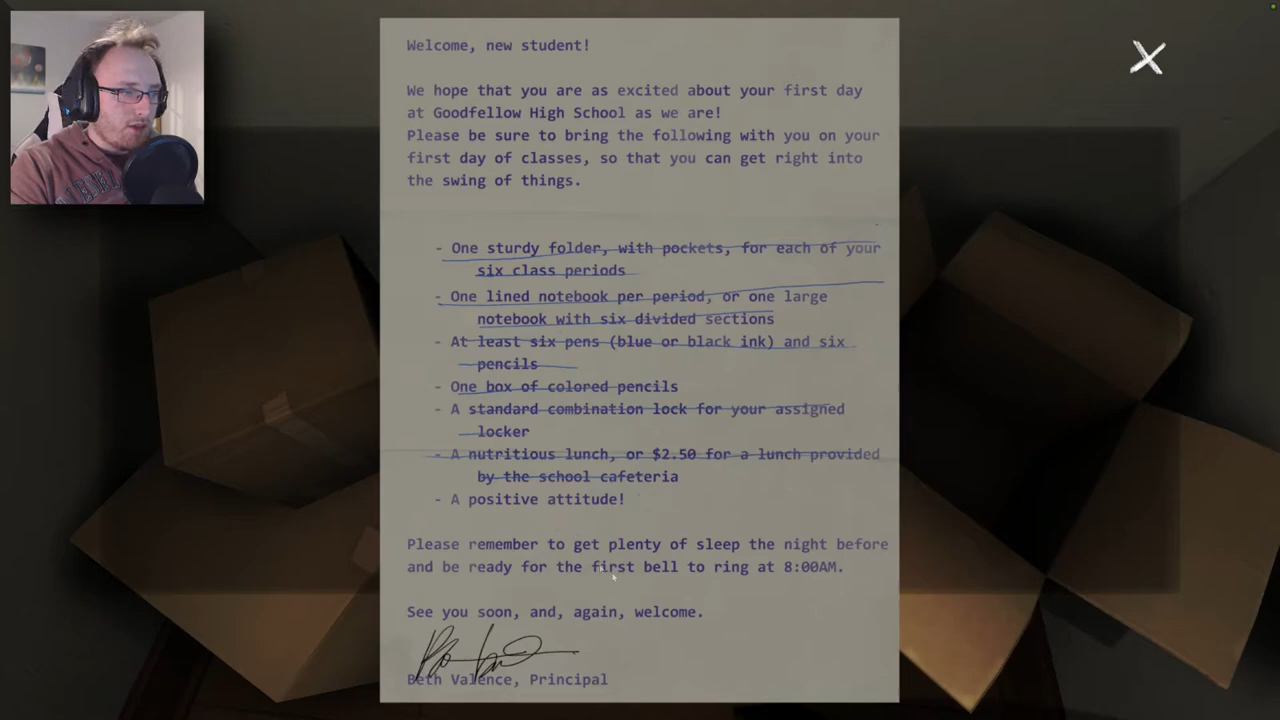 Welcome, new student!
We hope that you are as excited about your first day
at Goodfellow High School as we are!
Please be sure to bring the following with you on your
first day of classes, so that you can get right into
the swing of things.
- One sturdy folder, with pockets, for each of your
six class periods
- One lined notebook per period, or one large
notebook with six divided sections
- At least six pens (blue or black ink) and six
pencils
- One box of colored pencils
- A standard combination lock for your assigned
locker
- A nutritious lunch, or $2.50 for a lunch provided
by the school cafeteria
- A positive attitude!
Please remember to get plenty of sleep the night before
and be ready for the first bell to ring at 8:00AM.
See you soon, and, again, welcome.
Beth Valence, Principal